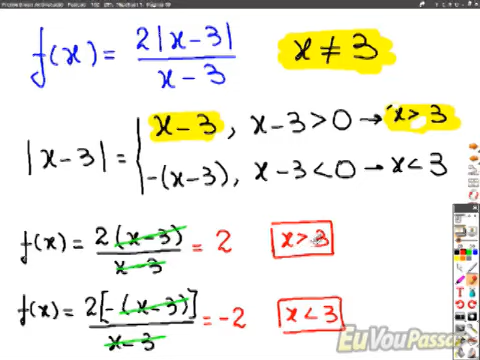 f(x) = 2|x-3| / x-3    x ≠ 3
|x-3| = { x-3, x-3>0 → x>3
-(x-3), x-3<0 → x<3
f(x) = 2(x-3) / x-3 = 2    x>3
f(x) = 2[-(x-3)] / x-3 = -2    x<3
EuVouPassar